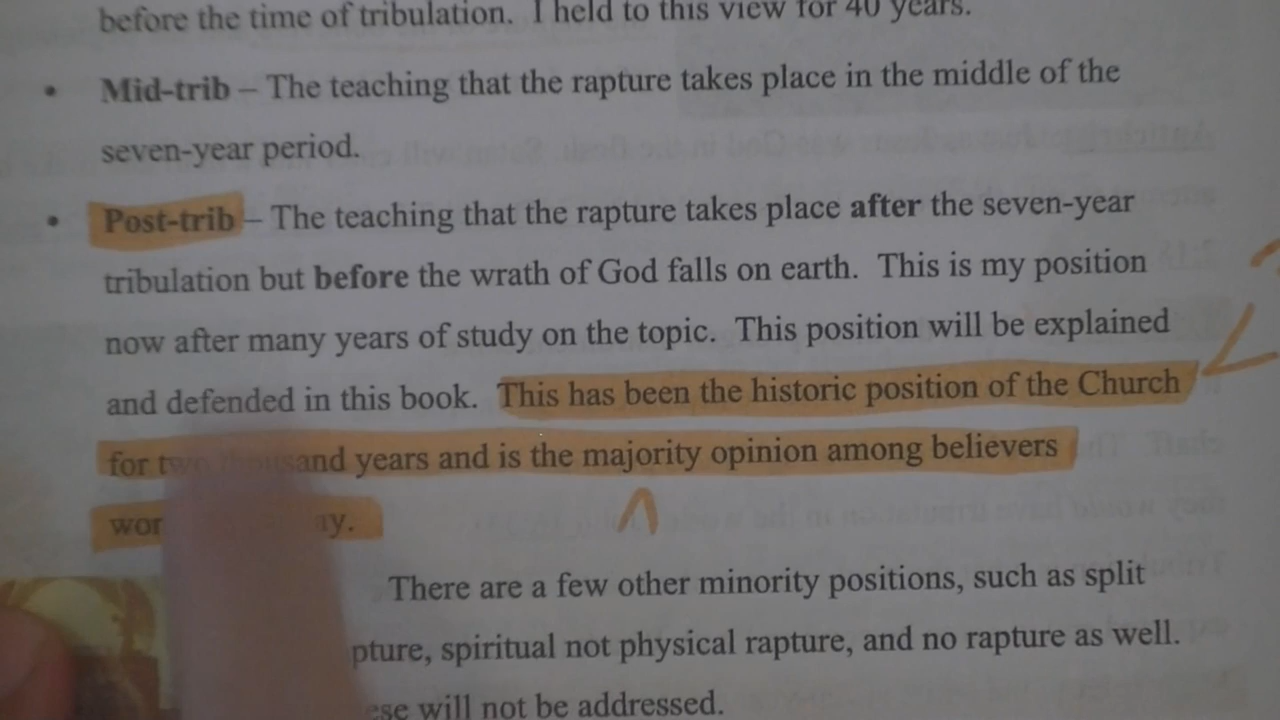 before the time of tribulation. I held to this view for 40 years.
• Mid-trib – The teaching that the rapture takes place in the middle of the
seven-year period.
• Post-trib – The teaching that the rapture takes place after the seven-year
tribulation but before the wrath of God falls on earth. This is my position
now after many years of study on the topic. This position will be explained
and defended in this book. This has been the historic position of the Church
for two thousand years and is the majority opinion among believers
There are a few other minority positions, such as split
pture, spiritual not physical rapture, and no rapture as well.
ese will not be addressed.